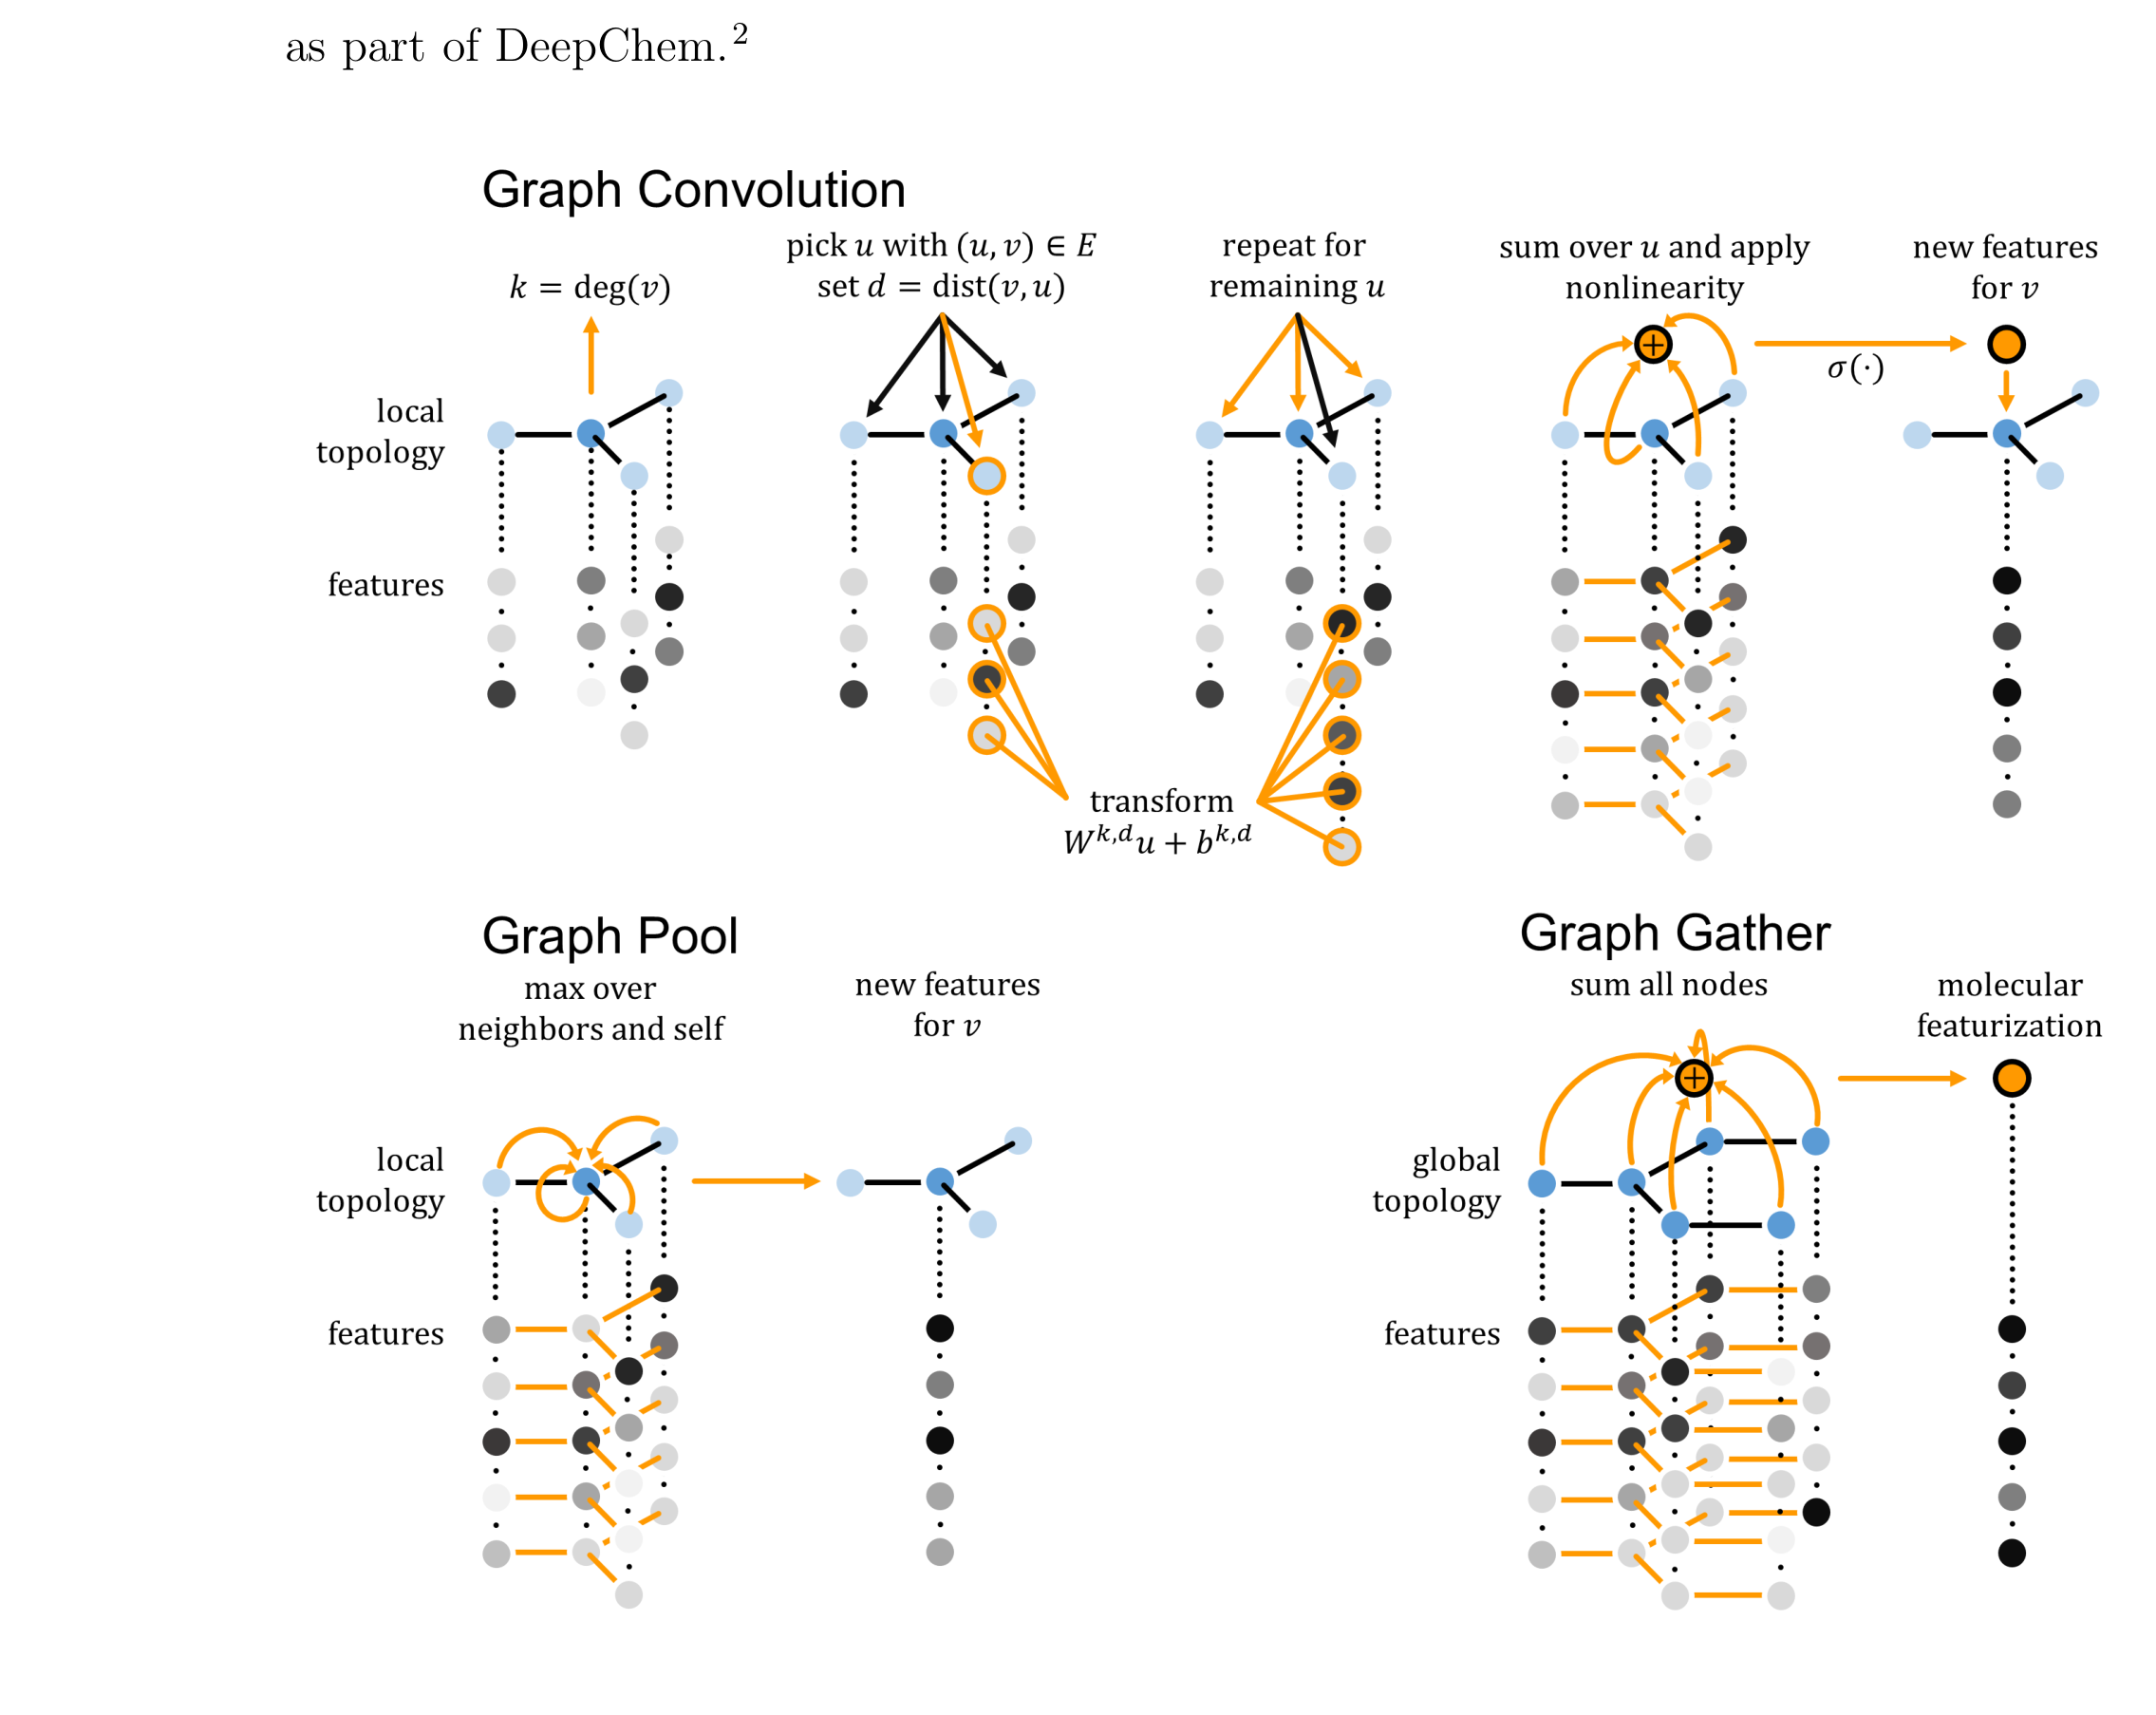 as part of DeepChem.²
Graph Convolution
k = deg(v)
pick u with (u, v) ∈ E
set d = dist(v, u)
repeat for
remaining u
sum over u and apply
nonlinearity
new features
for v
+
σ(·)
local
topology
features
transform
W^{k,d}u + b^{k,d}
Graph Pool
max over
neighbors and self
new features
for v
local
topology
features
Graph Gather
sum all nodes
molecular
featurization
+
global
topology
features